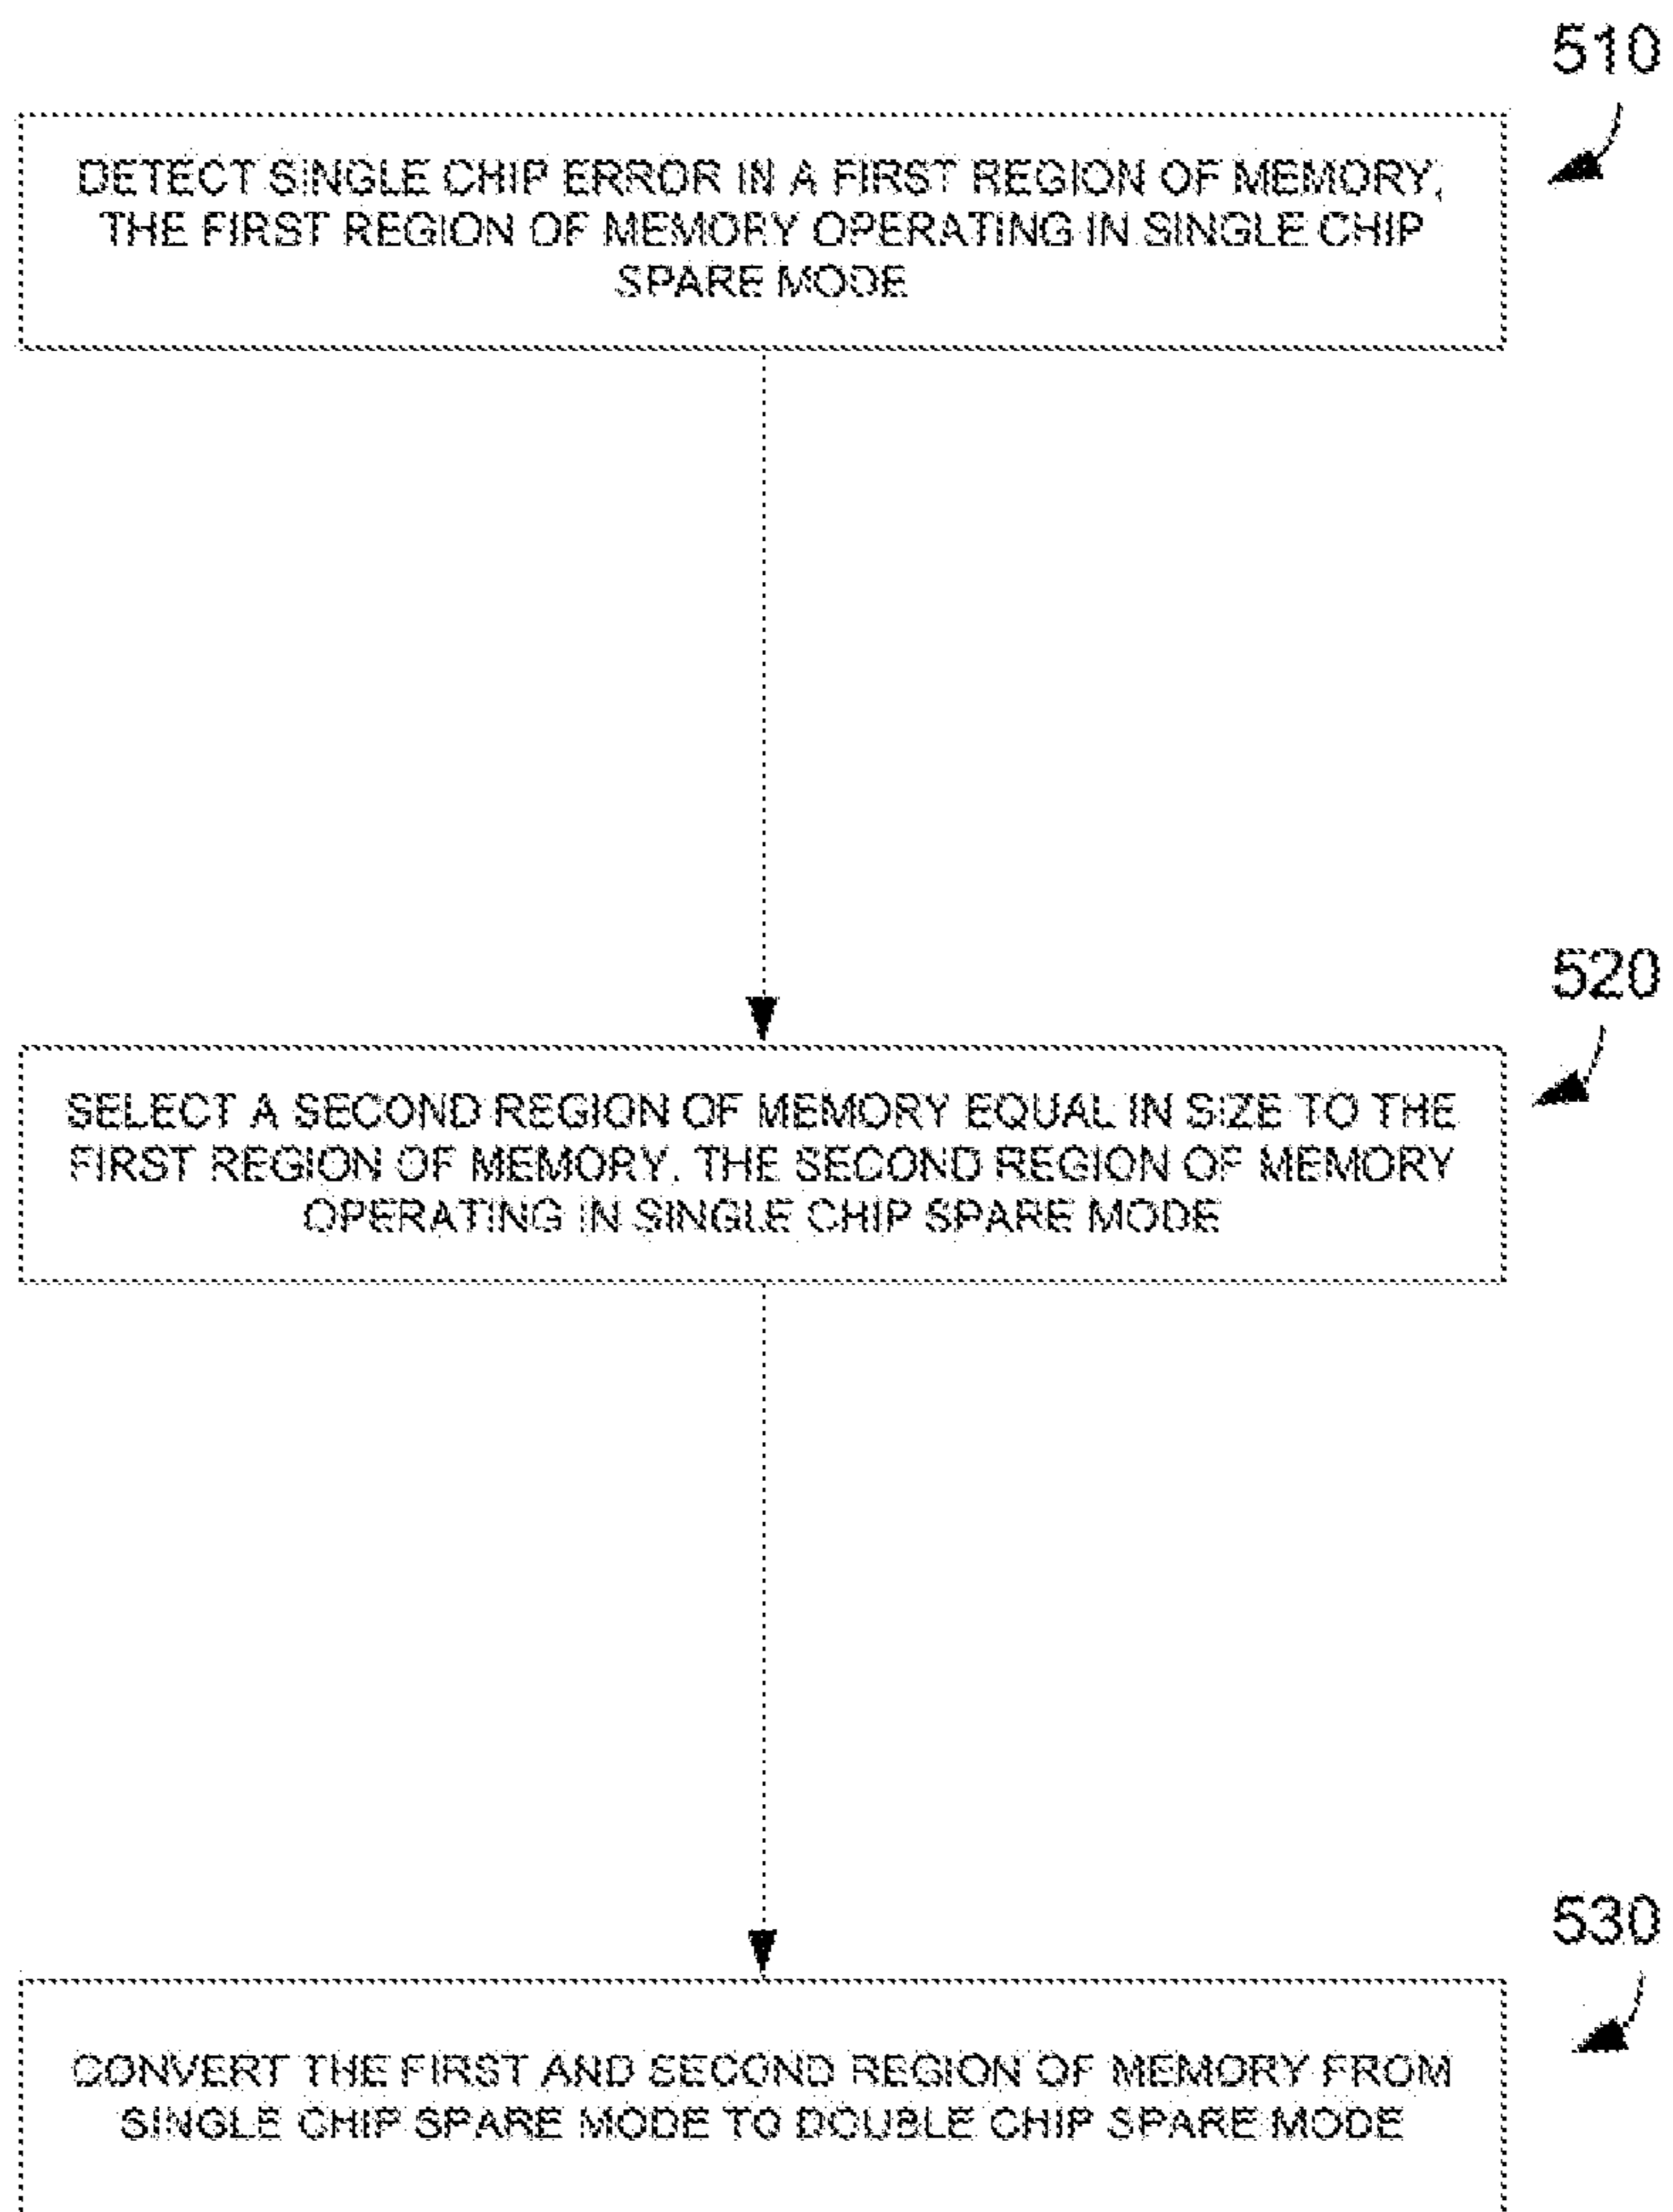 510
DETECT SINGLE CHIP ERROR IN A FIRST REGION OF MEMORY,
THE FIRST REGION OF MEMORY OPERATING IN SINGLE CHIP
SPARE MODE
520
SELECT A SECOND REGION OF MEMORY EQUAL IN SIZE TO THE
FIRST REGION OF MEMORY, THE SECOND REGION OF MEMORY
OPERATING IN SINGLE CHIP SPARE MODE
530
CONVERT THE FIRST AND SECOND REGION OF MEMORY FROM
SINGLE CHIP SPARE MODE TO DOUBLE CHIP SPARE MODE